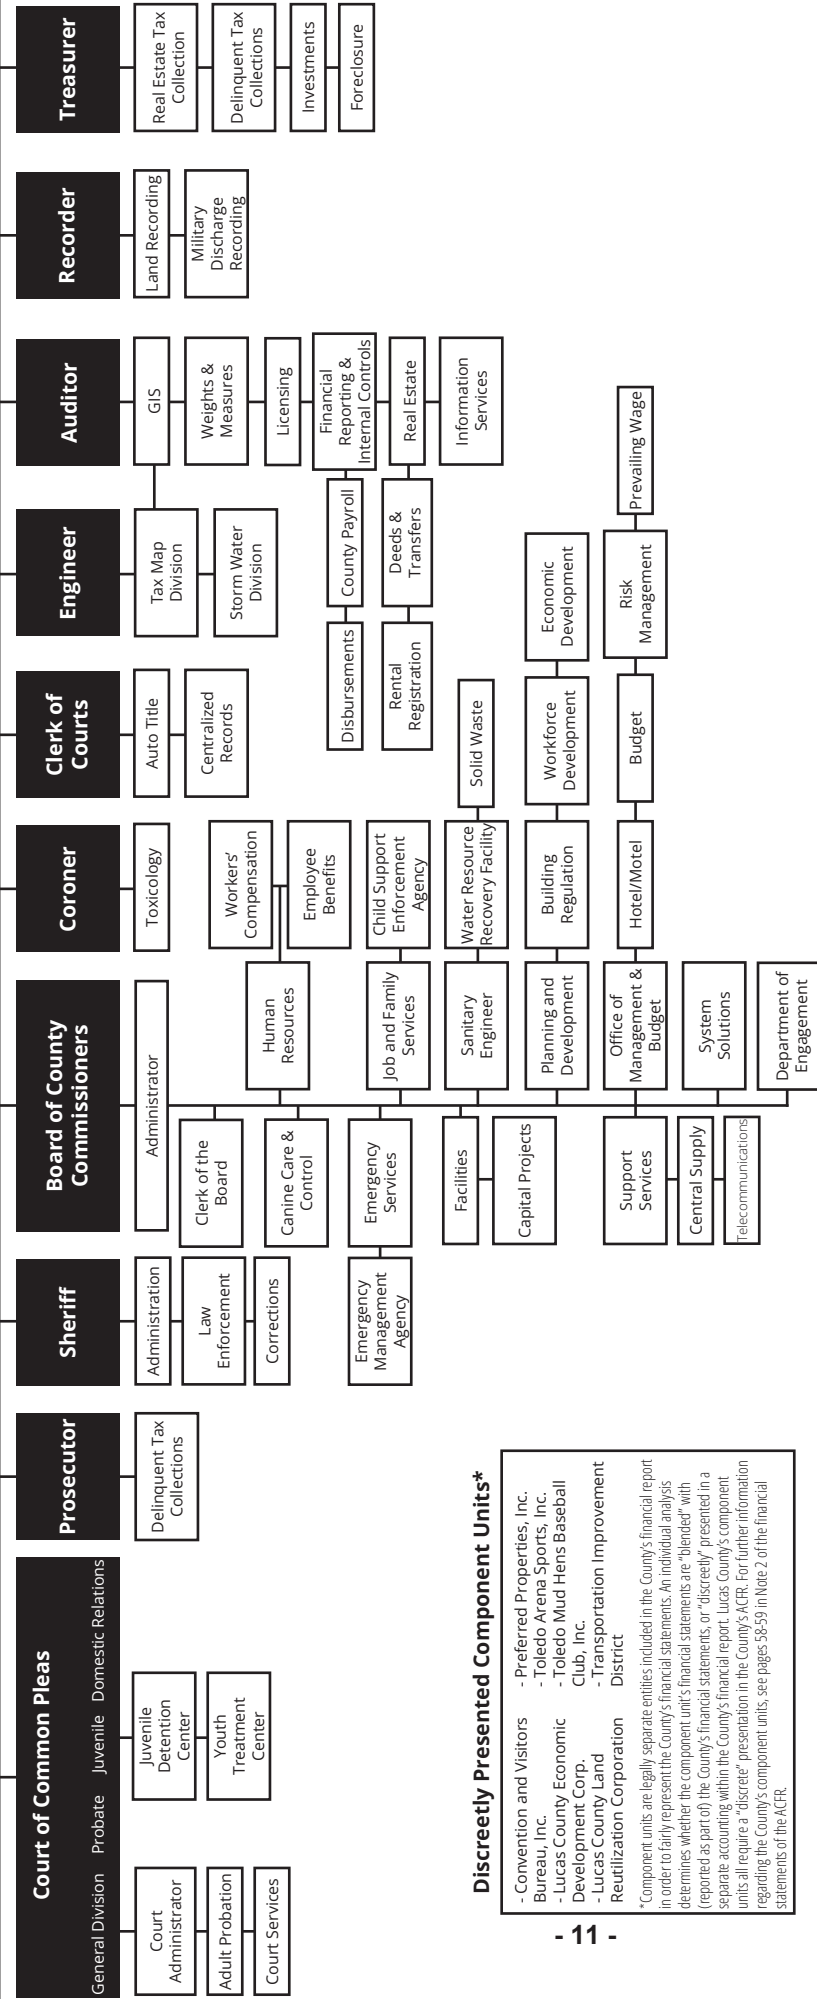 Court of Common Pleas
General Division
Probate
Juvenile
Domestic Relations
Court
Administrator
Adult Probation
Court Services
Juvenile
Detention
Center
Youth
Treatment
Center
Prosecutor
Delinquent Tax
Collections
Sheriff
Administration
Law
Enforcement
Corrections
Board of County
Commissioners
Administrator
Clerk of the
Board
Canine Care &
Control
Human
Resources
Workers’
Compensation
Employee
Benefits
Emergency
Management
Agency
Emergency
Services
Job and Family
Services
Child Support
Enforcement
Agency
Facilities
Capital Projects
Sanitary
Engineer
Water Resource
Recovery Facility
Solid Waste
Planning and
Development
Building
Regulation
Workforce
Development
Economic
Development
Support
Services
Central Supply
Telecommunications
Office of
Management &
Budget
Hotel/Motel
Budget
Risk
Management
Prevailing Wage
System
Solutions
Department of
Engagement
Coroner
Toxicology
Clerk of
Courts
Auto Title
Centralized
Records
Engineer
Tax Map
Division
Storm Water
Division
Auditor
GIS
Weights &
Measures
Licensing
Financial
Reporting &
Internal Controls
County Payroll
Disbursements
Real Estate
Deeds &
Transfers
Rental
Registration
Information
Services
Recorder
Land Recording
Military
Discharge
Recording
Treasurer
Real Estate Tax
Collection
Delinquent Tax
Collections
Investments
Foreclosure
Discreetly Presented Component Units*
- Convention and Visitors
Bureau, Inc.
- Lucas County Economic
Development Corp.
- Lucas County Land
Reutilization Corporation
- Preferred Properties, Inc.
- Toledo Arena Sports, Inc.
- Toledo Mud Hens Baseball
Club, Inc.
- Transportation Improvement
District
*Component units are legally separate entities included in the County’s financial report
in order to fairly represent the County’s financial statements. An individual analysis
determines whether the component unit’s financial statements are “blended” with
(reported as part of) the County’s financial statements, or “discreetly” presented in a
separate accounting within the County’s financial report. Lucas County’s component
units all require a “discrete” presentation in the County’s ACFR. For further information
regarding the County’s component units, see pages 58-59 in Note 2 of the financial
statements of the ACFR.
- 11 -